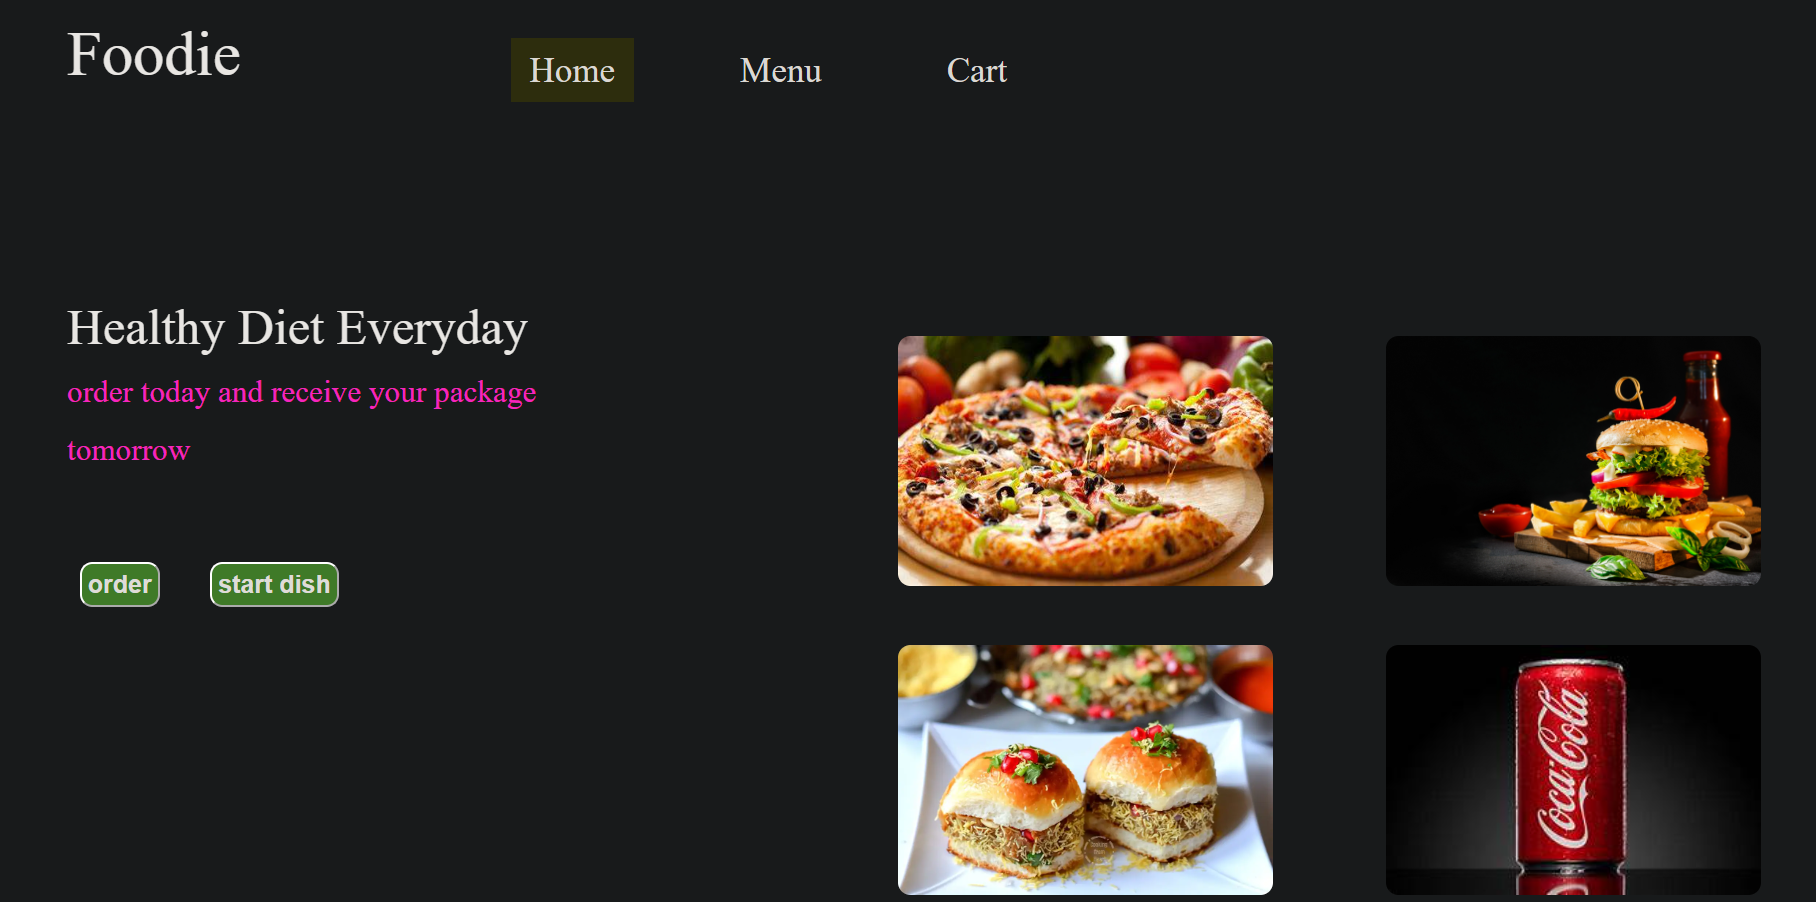 Foodie
Home
Menu
Cart
Healthy Diet Everyday
order today and receive your package
tomorrow
order
start dish
Coca-Cola